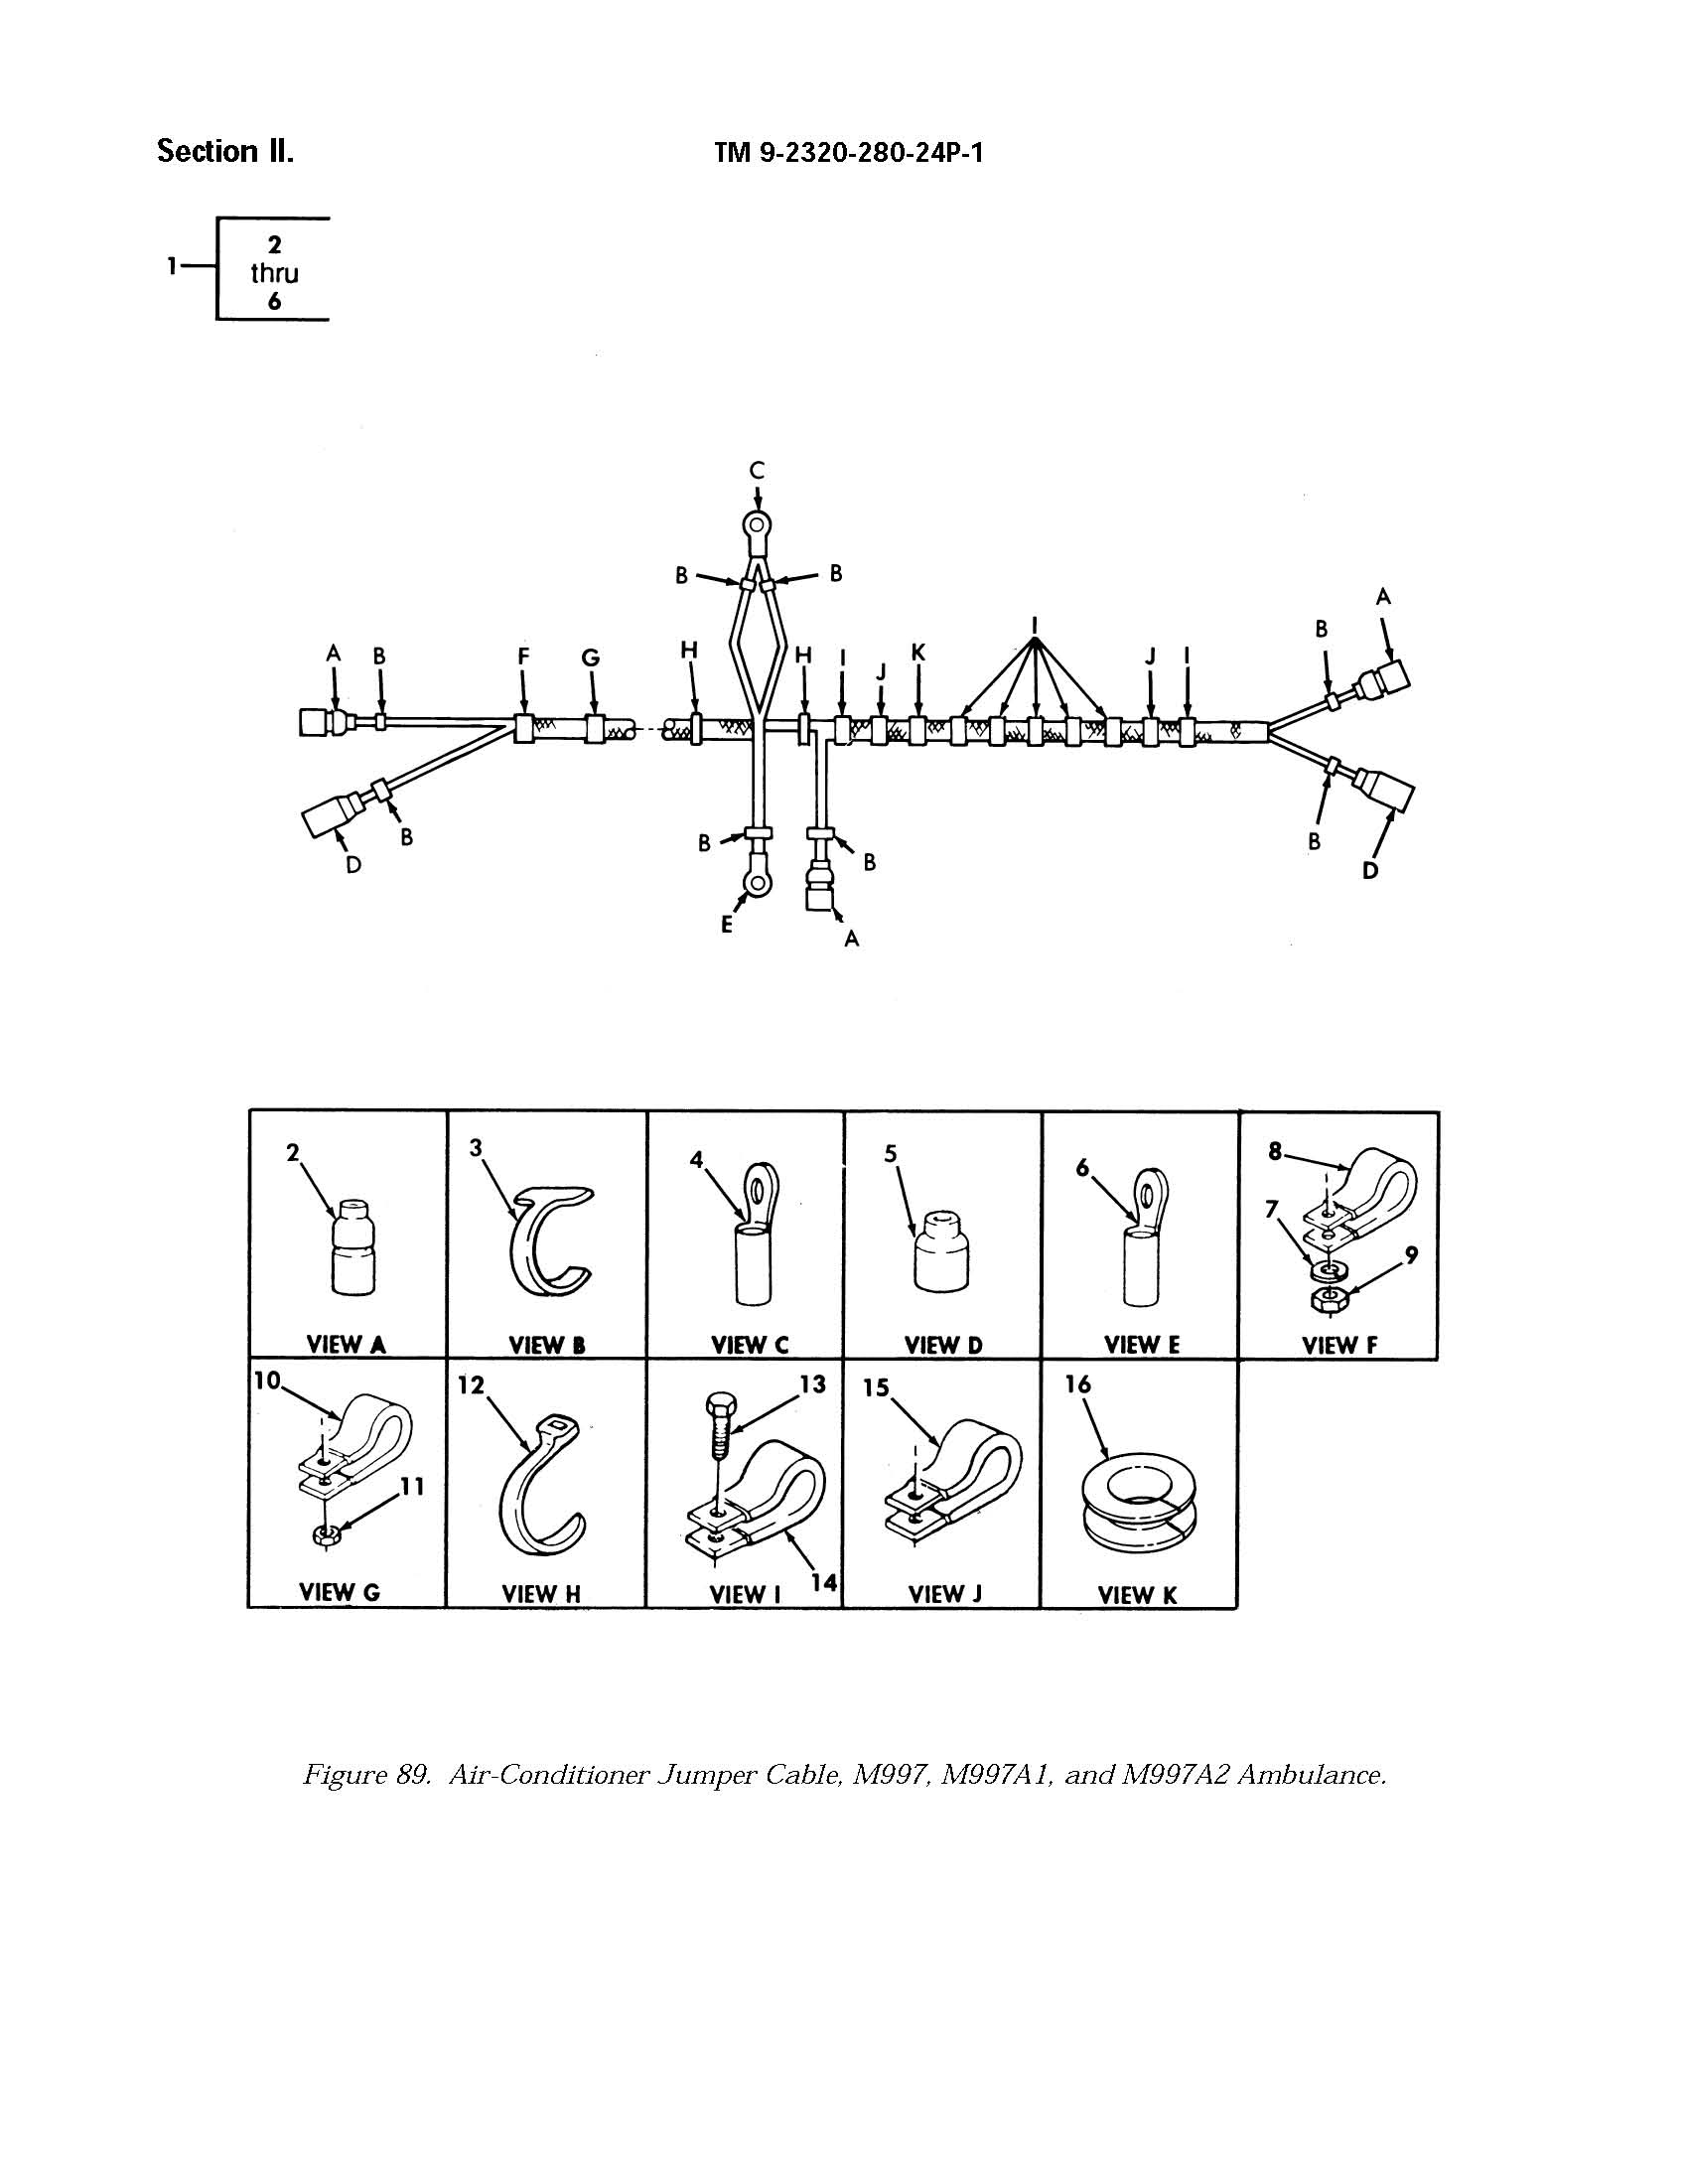 Section II.
TM 9-2320-280-24P-1
1
2
thru
6
C
B
B
A
B
A
B
F
G
H
H
I
J
K
I
J
I
B
D
B
B
E
A
B
D
2
VIEW A
3
VIEW B
4
VIEW C
5
VIEW D
6
VIEW E
8
7
9
VIEW F
10
11
VIEW G
12
VIEW H
13
14
VIEW I
15
VIEW J
16
VIEW K
Figure 89. Air-Conditioner Jumper Cable, M997, M997A1, and M997A2 Ambulance.